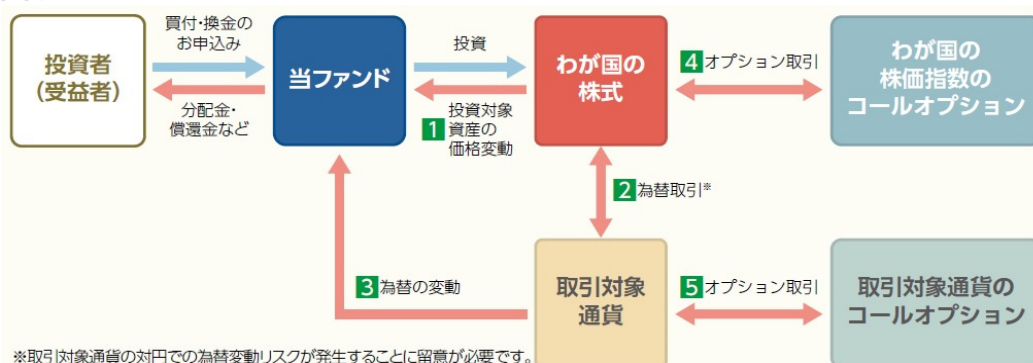 買付・換金の
お申込み
投資者
(受益者)
分配金・
償還金など
当ファンド
投資
1 投資対象
資産の
価格変動
わが国の
株式
4 オプション取引
わが国の
株価指数の
コールオプション
2 為替取引※
3 為替の変動
取引対象
通貨
5 オプション取引
取引対象通貨の
コールオプション
※取引対象通貨の対円での為替変動リスクが発生することに留意が必要です。